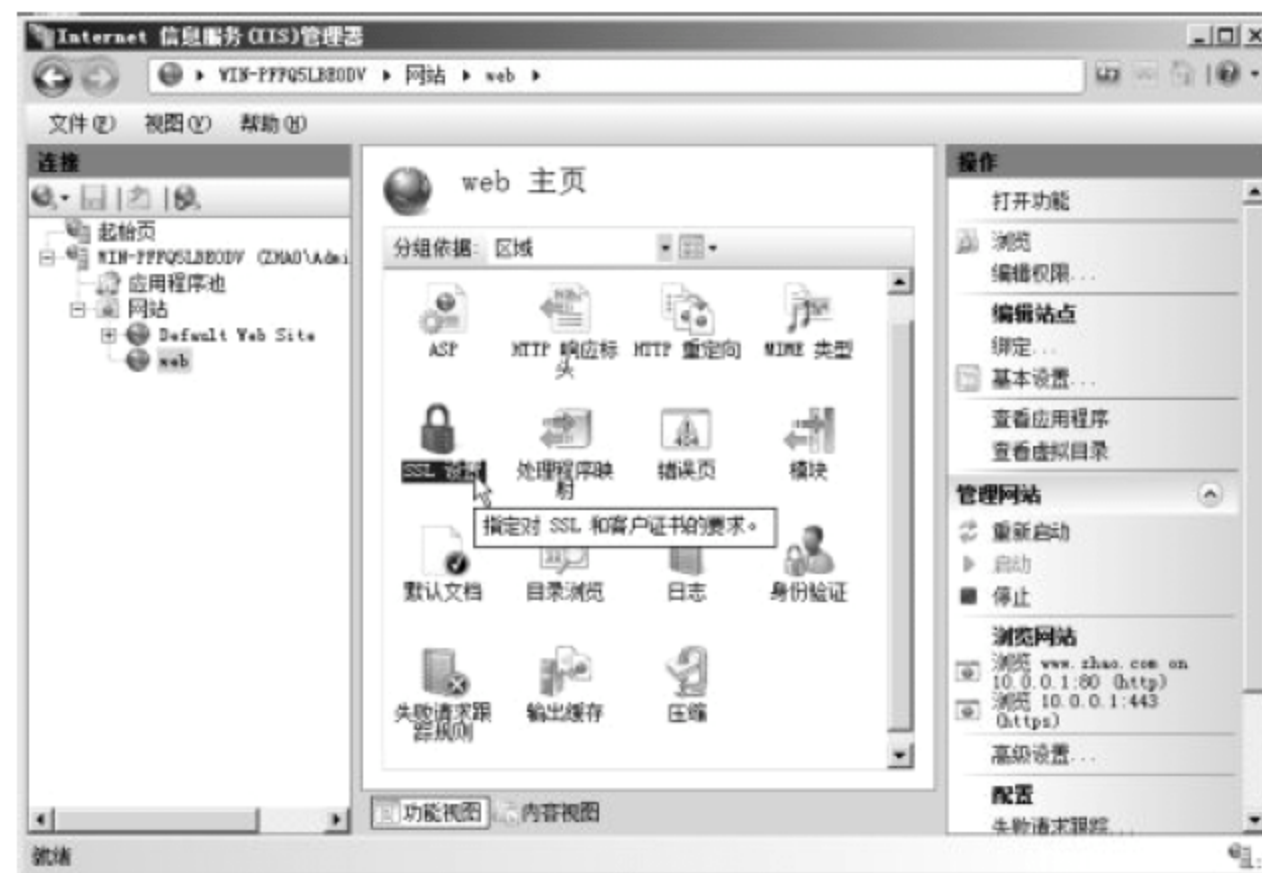 Internet 信息服务(IIS)管理器
网站 web
文件(F) 视图(V) 帮助(H)
连接
起始页
应用程序池
网站
Default Web Site
web
web 主页
分组依据: 区域
ASP
HTTP 响应标头
HTTP 重定向
MIME 类型
SSL 设置
处理程序映射
错误页
模块
指定对 SSL 和客户证书的要求。
默认文档
目录浏览
日志
身份验证
失败请求跟踪规则
输出缓存
压缩
功能视图 内容视图
操作
打开功能
浏览
编辑权限...
编辑站点
绑定...
基本设置...
查看应用程序
查看虚拟目录
管理网站
重新启动
启动
停止
浏览网站
浏览 www.zhao.com on
10.0.0.1:80 (http)
浏览 10.0.0.1:443
(https)
高级设置...
配置
失败请求跟踪...
就绪